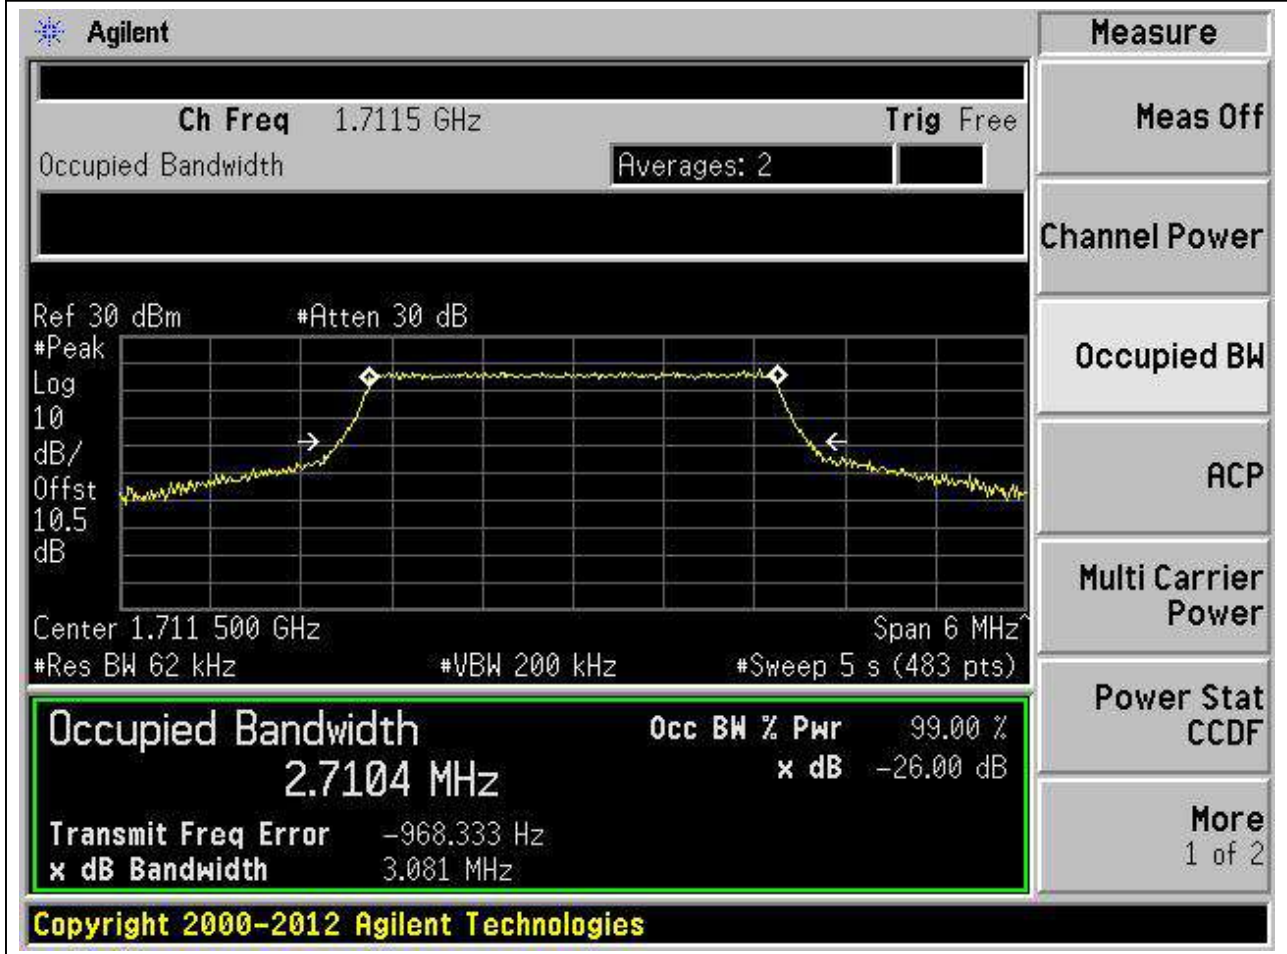 Agilent
Measure
Ch Freq 1.7115 GHz Trig Free
Occupied Bandwidth Averages: 2
Meas Off
Channel Power
Occupied BW
ACP
Multi Carrier
Power
Power Stat
CCDF
More
1 of 2
Ref 30 dBm #Atten 30 dB
#Peak
Log
10
dB/
Offst
10.5
dB
Center 1.711 500 GHz Span 6 MHz^
#Res BW 62 kHz #VBW 200 kHz #Sweep 5 s (483 pts)
Occupied Bandwidth
2.7104 MHz
Occ BW % Pwr 99.00 %
x dB -26.00 dB
Transmit Freq Error -968.333 Hz
x dB Bandwidth 3.081 MHz
Copyright 2000-2012 Agilent Technologies